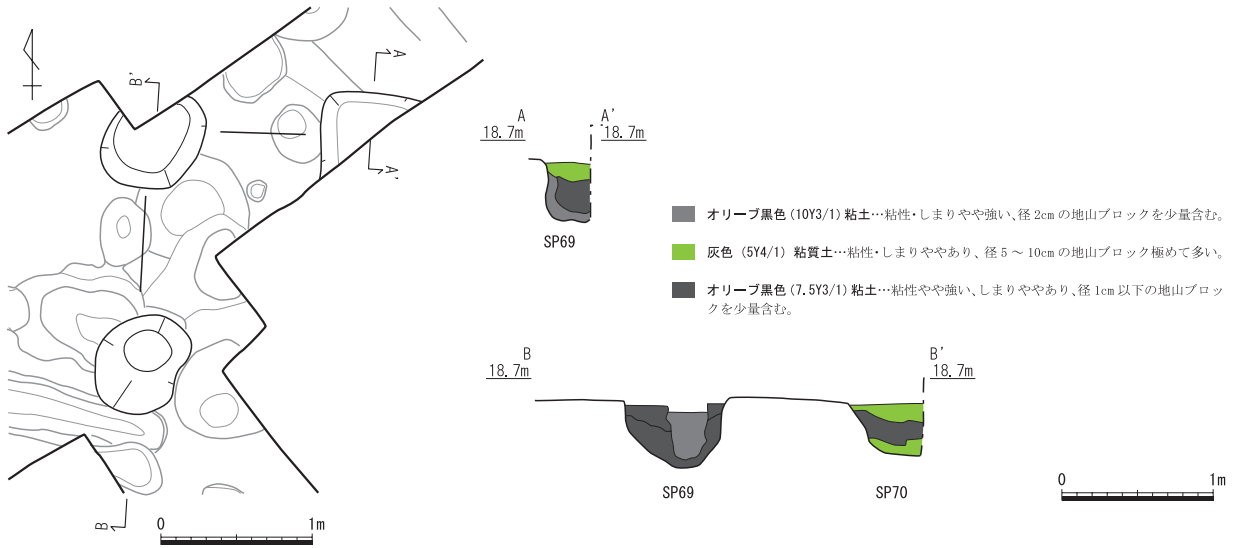 A
B'
A'
B
0 1m
A A'
18.7m 18.7m
SP69
オリーブ黒色(10Y3/1)粘土…粘性・しまりやや強い、径2cmの地山ブロックを少量含む。
灰色(5Y4/1)粘質土…粘性・しまりややあり、径5～10cmの地山ブロック極めて多い。
オリーブ黒色(7.5Y3/1)粘土…粘性やや強い、しまりややあり、径1cm以下の地山ブロッ
クを少量含む。
B B'
18.7m 18.7m
SP69 SP70
0 1m